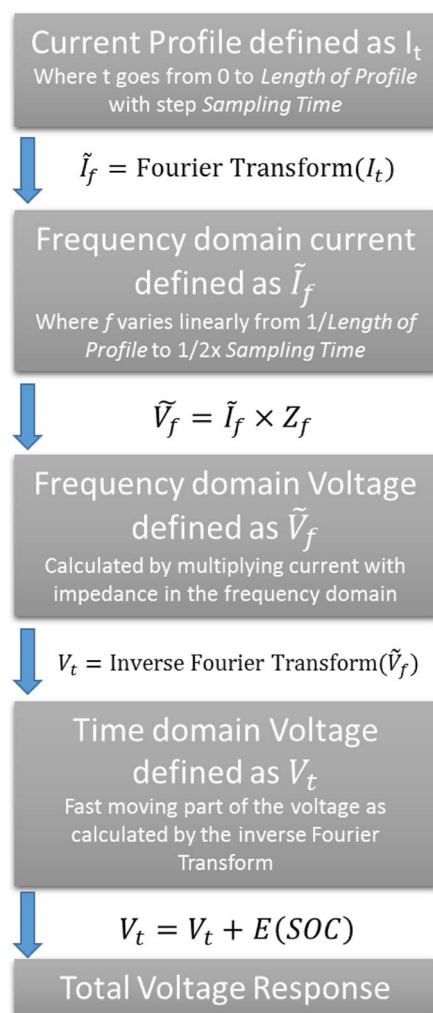 Current Profile defined as I_t
Where t goes from 0 to Length of Profile
with step Sampling Time
Ĩ_f = Fourier Transform(I_t)
Frequency domain current
defined as Ĩ_f
Where f varies linearly from 1/Length of
Profile to 1/2x Sampling Time
Ṽ_f = Ĩ_f × Z_f
Frequency domain Voltage
defined as Ṽ_f
Calculated by multiplying current with
impedance in the frequency domain
V_t = Inverse Fourier Transform(Ṽ_f)
Time domain Voltage
defined as V_t
Fast moving part of the voltage as
calculated by the inverse Fourier
Transform
V_t = V_t + E(SOC)
Total Voltage Response